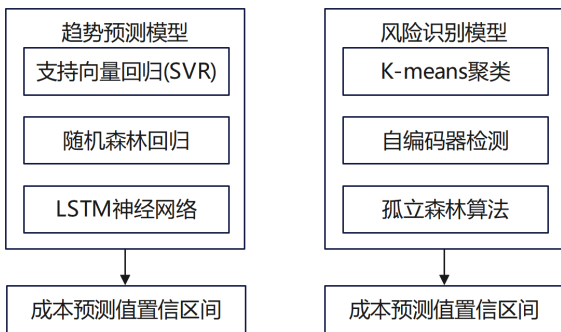 趋势预测模型
支持向量回归(SVR)
随机森林回归
LSTM神经网络
成本预测值置信区间
风险识别模型
K-means聚类
自编码器检测
孤立森林算法
成本预测值置信区间